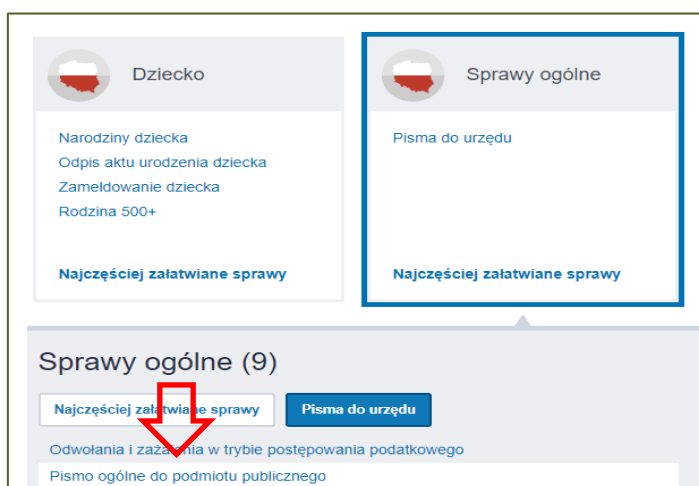 Dziecko
Narodziny dziecka
Odpis aktu urodzenia dziecka
Zameldowanie dziecka
Rodzina 500+
Najczęściej załatwiane sprawy
Sprawy ogólne
Pisma do urzędu
Najczęściej załatwiane sprawy
Sprawy ogólne (9)
Najczęściej załatwiane sprawy
Pisma do urzędu
Odwołania i zażalenia w trybie postępowania podatkowego
Pismo ogólne do podmiotu publicznego